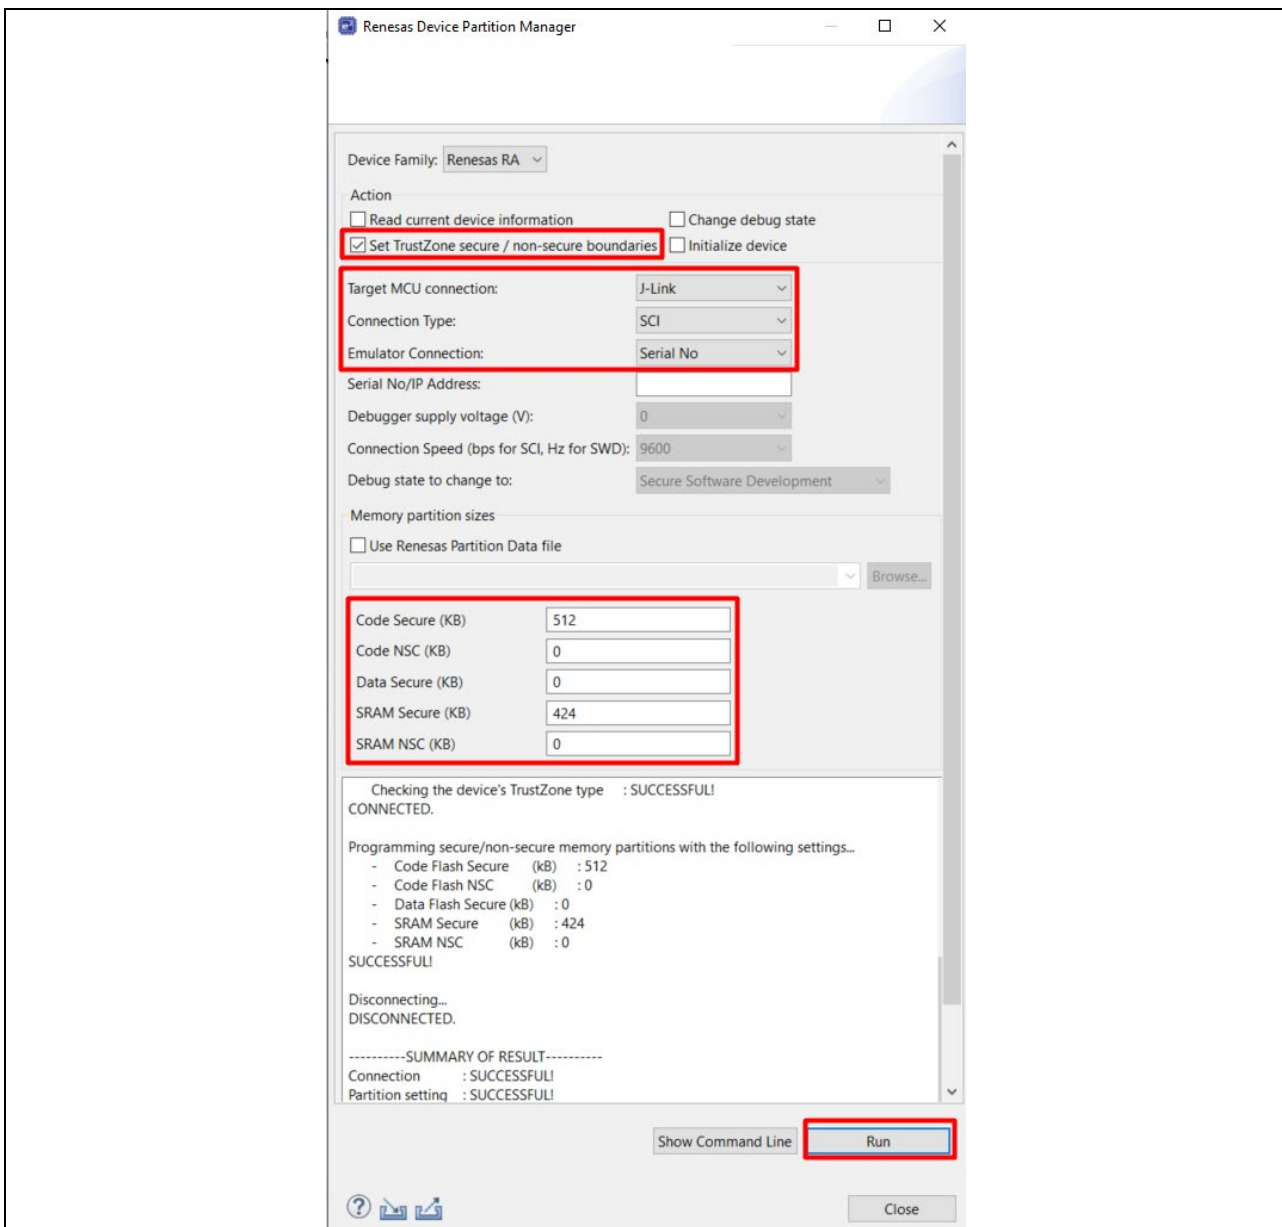 Renesas Device Partition Manager
Device Family: Renesas RA
Action
Read current device information Change debug state
Set TrustZone secure / non-secure boundaries Initialize device
Target MCU connection: J-Link
Connection Type: SCI
Emulator Connection: Serial No
Serial No/IP Address:
Debugger supply voltage (V): 0
Connection Speed (bps for SCI, Hz for SWD): 9600
Debug state to change to: Secure Software Development
Memory partition sizes
Use Renesas Partition Data file
Browse...
Code Secure (KB) 512
Code NSC (KB) 0
Data Secure (KB) 0
SRAM Secure (KB) 424
SRAM NSC (KB) 0
Checking the device's TrustZone type : SUCCESSFUL!
CONNECTED.
Programming secure/non-secure memory partitions with the following settings...
- Code Flash Secure (kB) : 512
- Code Flash NSC (kB) : 0
- Data Flash Secure (kB) : 0
- SRAM Secure (kB) : 424
- SRAM NSC (kB) : 0
SUCCESSFUL!
Disconnecting...
DISCONNECTED.
----------SUMMARY OF RESULT----------
Connection : SUCCESSFUL!
Partition setting : SUCCESSFUL!
Show Command Line Run
Close